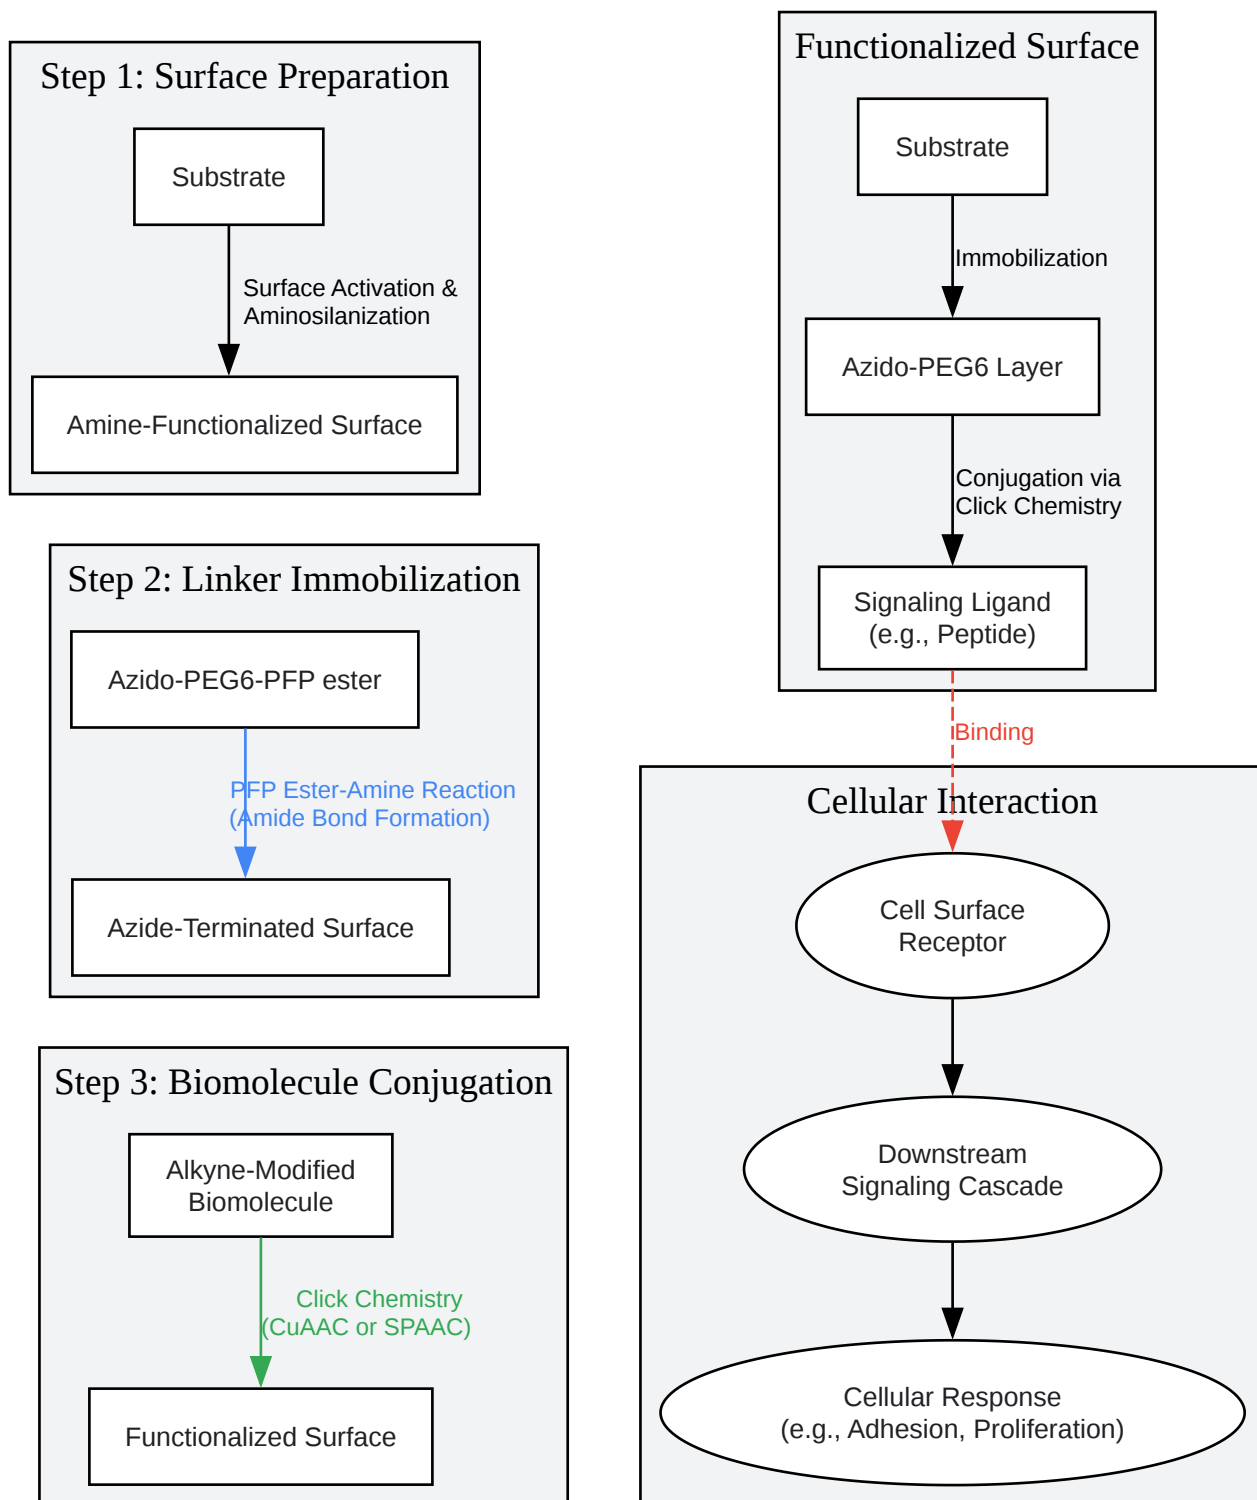 Step 1: Surface Preparation
Substrate
Surface Activation &
Aminosilanization
Amine-Functionalized Surface
Step 2: Linker Immobilization
Azido-PEG6-PFP ester
PFP Ester-Amine Reaction
(Amide Bond Formation)
Azide-Terminated Surface
Step 3: Biomolecule Conjugation
Alkyne-Modified
Biomolecule
Click Chemistry
(CuAAC or SPAAC)
Functionalized Surface
Functionalized Surface
Substrate
Immobilization
Azido-PEG6 Layer
Conjugation via
Click Chemistry
Signaling Ligand
(e.g., Peptide)
Binding
Cellular Interaction
Cell Surface
Receptor
Downstream
Signaling Cascade
Cellular Response
(e.g., Adhesion, Proliferation)